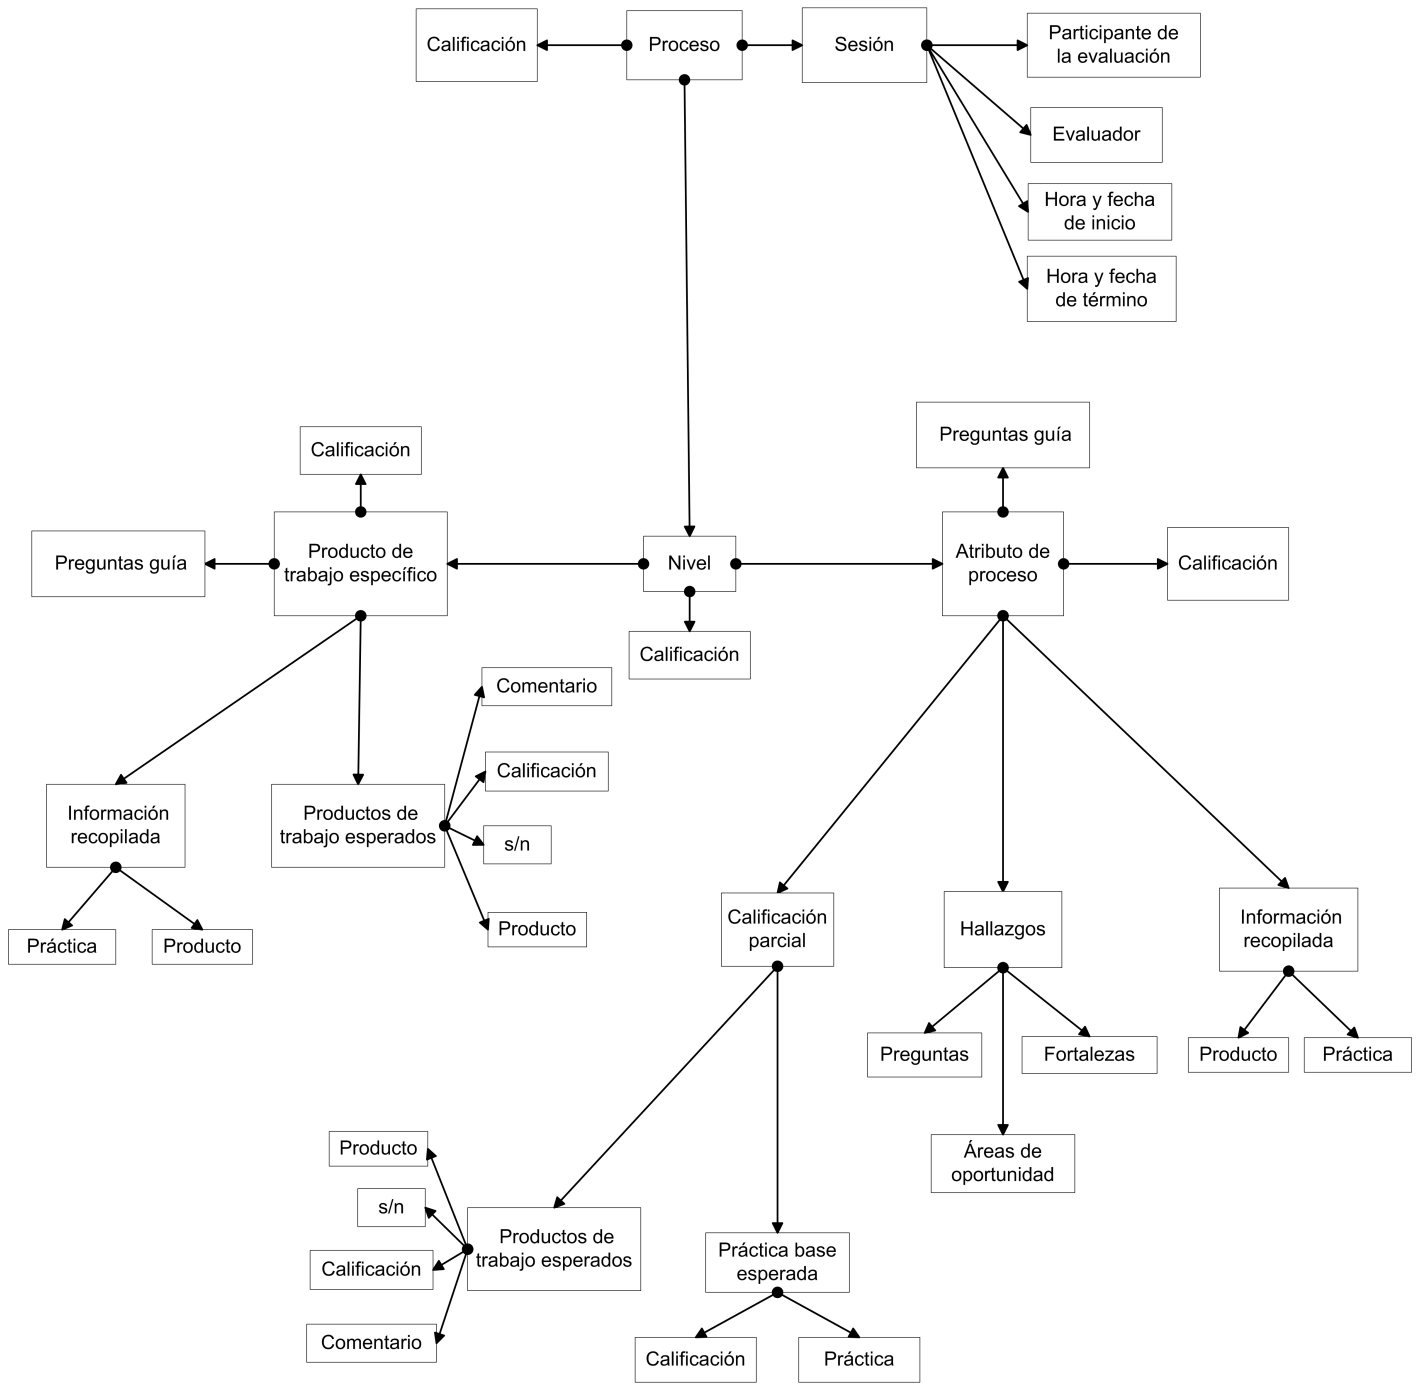 Calificación
Proceso
Sesión
Participante de
la evaluación
Evaluador
Hora y fecha
de inicio
Hora y fecha
de término
Preguntas guía
Calificación
Preguntas guía
Producto de
trabajo específico
Nivel
Atributo de
proceso
Calificación
Calificación
Comentario
Calificación
s/n
Producto
Información
recopilada
Productos de
trabajo esperados
Práctica
Producto
Calificación
parcial
Hallazgos
Información
recopilada
Preguntas
Fortalezas
Producto
Práctica
Áreas de
oportunidad
Producto
s/n
Calificación
Comentario
Productos de
trabajo esperados
Práctica base
esperada
Calificación
Práctica